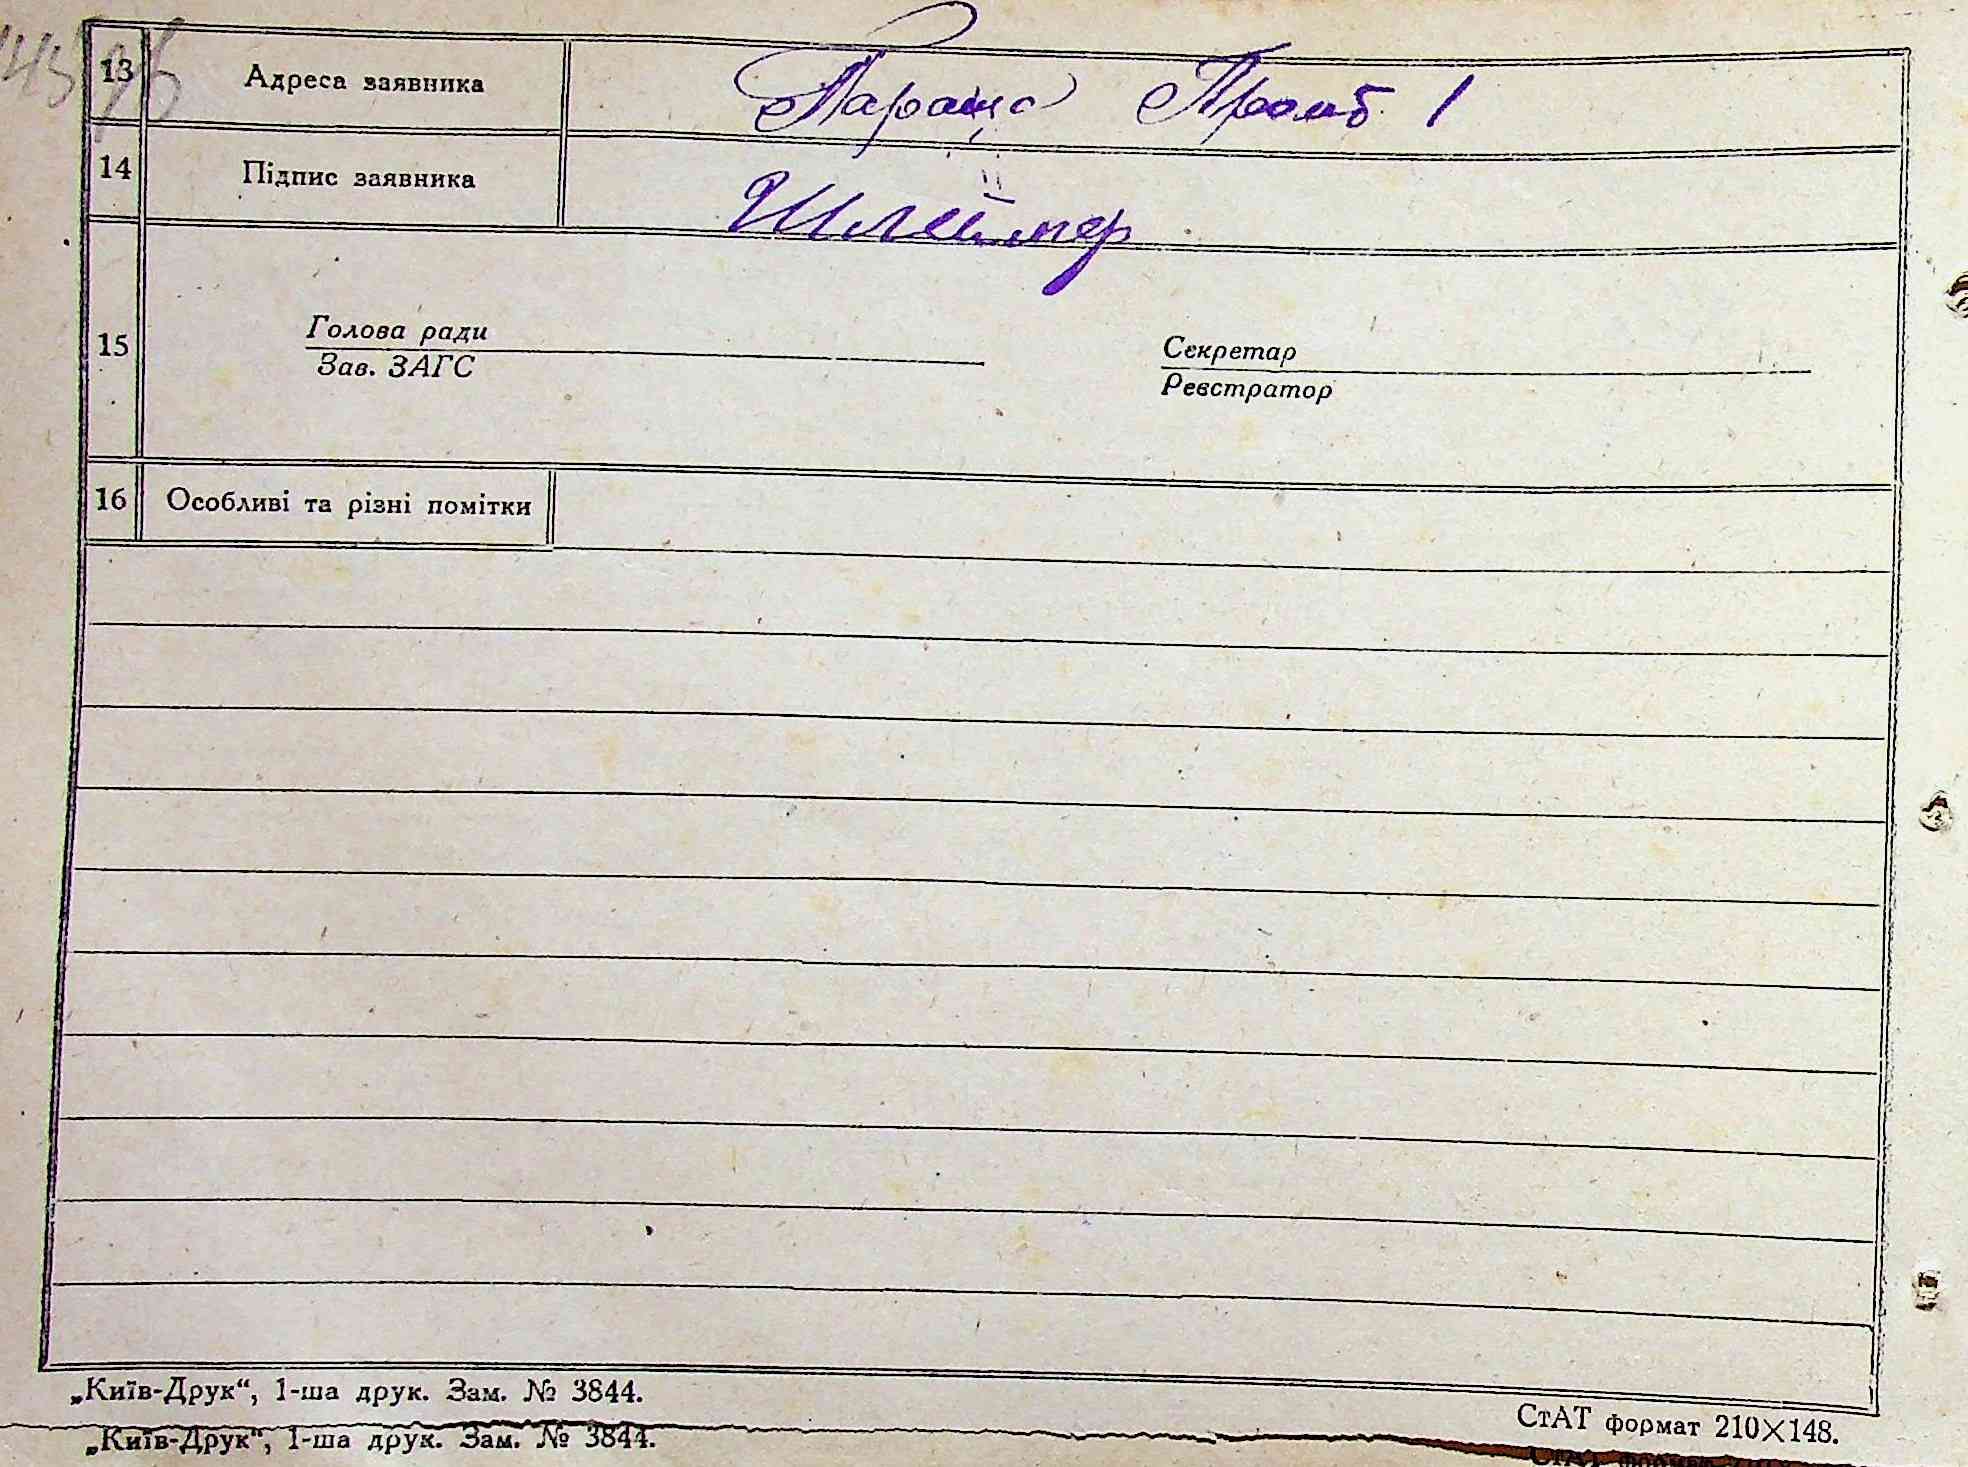 13 Адреса заявника Параща Промб 1
14 Підпис заявника Шлеймер
15 Голова ради Секретар
Зав. ЗАГС Реєстратор
16 Особливі та різні помітки
„Київ-Друк“, 1-ша друк. Зам. № 3844.
СтАТ формат 210×148.
„Київ-Друк“, 1-ша друк. Зам. № 3844.